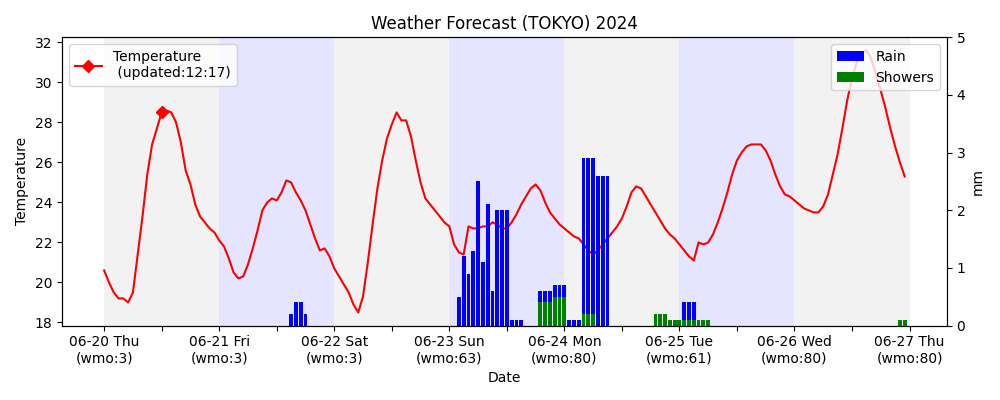 Weather Forecast (TOKYO) 2024
Temperature
(updated:12:17)
Rain
Showers
Temperature
32
30
28
26
24
22
20
18
5
4
3
2
1
0
mm
06-20 Thu
(wmo:3)
06-21 Fri
(wmo:3)
06-22 Sat
(wmo:3)
06-23 Sun
(wmo:63)
06-24 Mon
(wmo:80)
06-25 Tue
(wmo:61)
06-26 Wed
(wmo:80)
06-27 Thu
(wmo:80)
Date